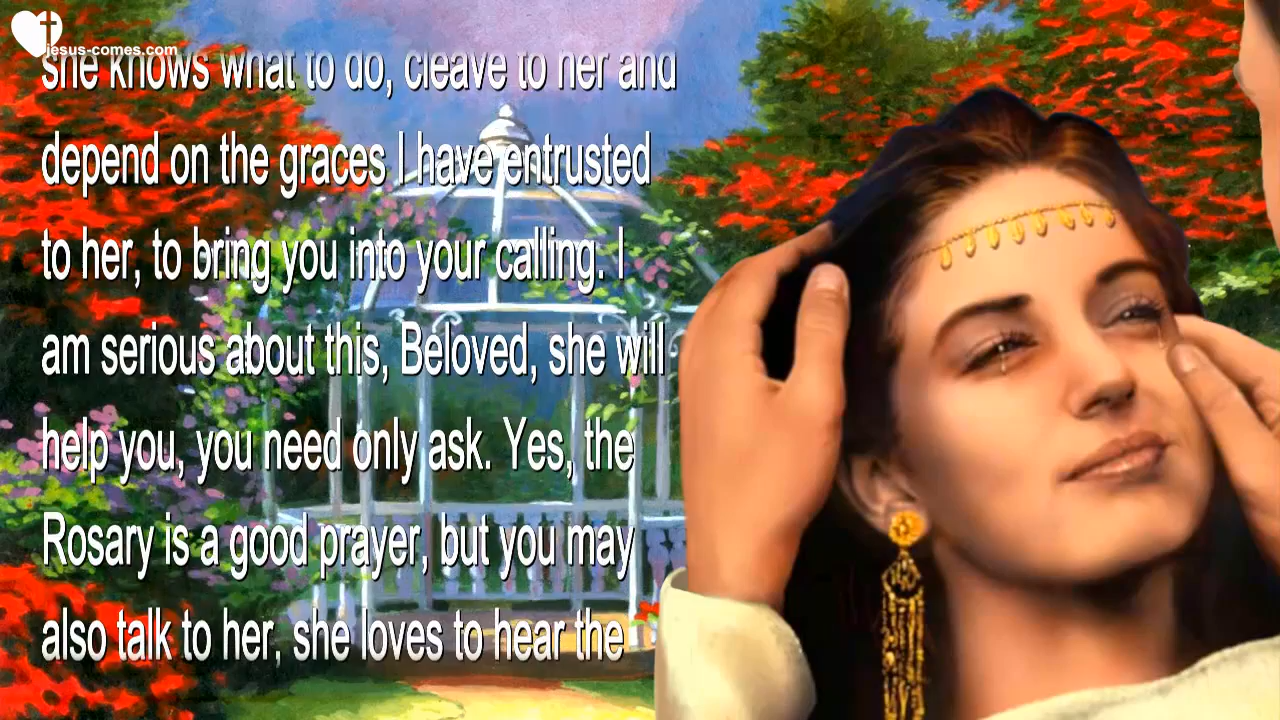 jesus-comes.com
she knows what to do, cleave to her and
depend on the graces I have entrusted
to her, to bring you into your calling. I
am serious about this, Beloved, she will
help you, you need only ask. Yes, the
Rosary is a good prayer, but you may
also talk to her, she loves to hear the